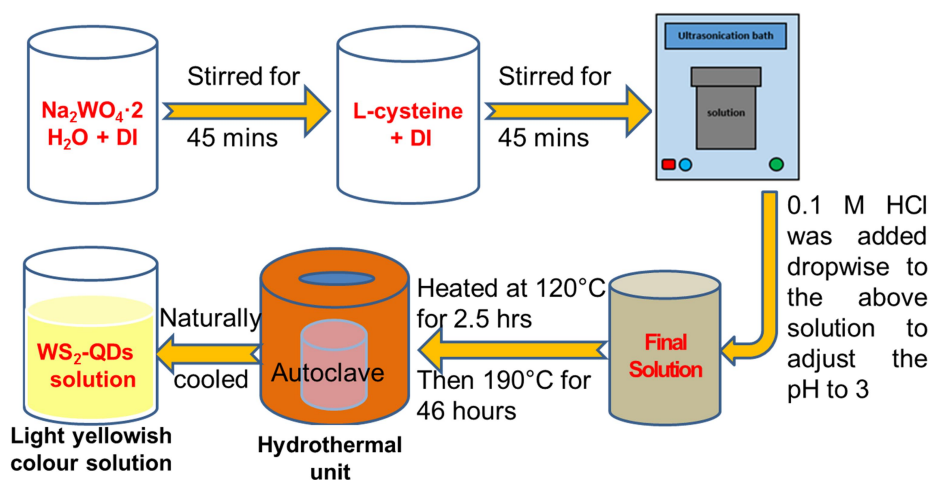 Na₂WO₄·2
H₂O + DI
Stirred for
45 mins
L-cysteine
+ DI
Stirred for
45 mins
Ultrasonication bath
solution
0.1 M HCl
was added
dropwise to
the above
solution to
adjust the
pH to 3
Final
Solution
Heated at 120°C
for 2.5 hrs
Then 190°C for
46 hours
Autoclave
Hydrothermal
unit
Naturally
cooled
WS₂-QDs
solution
Light yellowish
colour solution